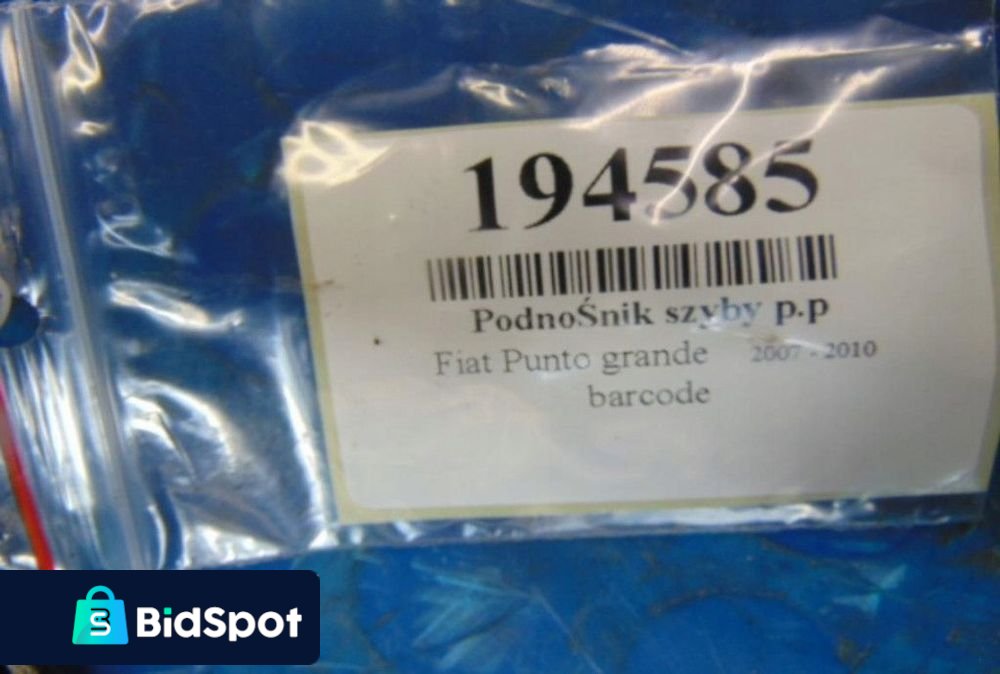 194585
PodnoŚnik szyby p.p
Fiat Punto grande 2007 - 2010
barcode
BidSpot